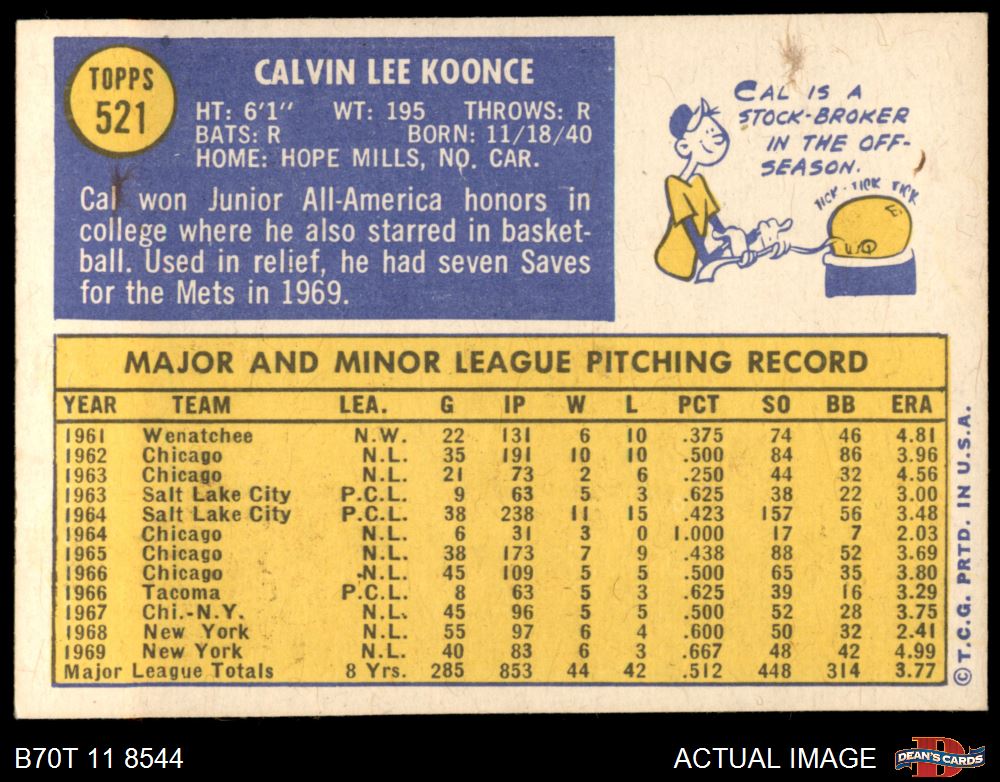 TOPPS
521
CALVIN LEE KOONCE
HT: 6'1" WT: 195 THROWS: R
BATS: R BORN: 11/18/40
HOME: HOPE MILLS, NO. CAR.
Cal won Junior All-America honors in
college where he also starred in basket-
ball. Used in relief, he had seven Saves
for the Mets in 1969.
CAL IS A
STOCK-BROKER
IN THE OFF-
SEASON.
TICK - TICK TICK
MAJOR AND MINOR LEAGUE PITCHING RECORD
YEAR TEAM LEA. G IP W L PCT SO BB ERA
1961 Wenatchee N.W. 22 131 6 10 .375 74 46 4.81
1962 Chicago N.L. 35 191 10 10 .500 84 86 3.96
1963 Chicago N.L. 21 73 2 6 .250 44 32 4.56
1963 Salt Lake City P.C.L. 9 63 5 3 .625 38 22 3.00
1964 Salt Lake City P.C.L. 38 238 11 15 .423 157 56 3.48
1964 Chicago N.L. 6 31 3 0 1.000 17 7 2.03
1965 Chicago N.L. 38 173 7 9 .438 88 52 3.69
1966 Chicago N.L. 45 109 5 5 .500 65 35 3.80
1966 Tacoma P.C.L. 8 63 5 3 .625 39 16 3.29
1967 Chi.-N.Y. N.L. 45 96 5 5 .500 52 28 3.75
1968 New York N.L. 55 97 6 4 .600 50 32 2.41
1969 New York N.L. 40 83 6 3 .667 48 42 4.99
Major League Totals 8 Yrs. 285 853 44 42 .512 448 314 3.77
© T.C.G. PRTD. IN U.S.A.
B70T 11 8544
ACTUAL IMAGE
D
DEAN'S CARDS